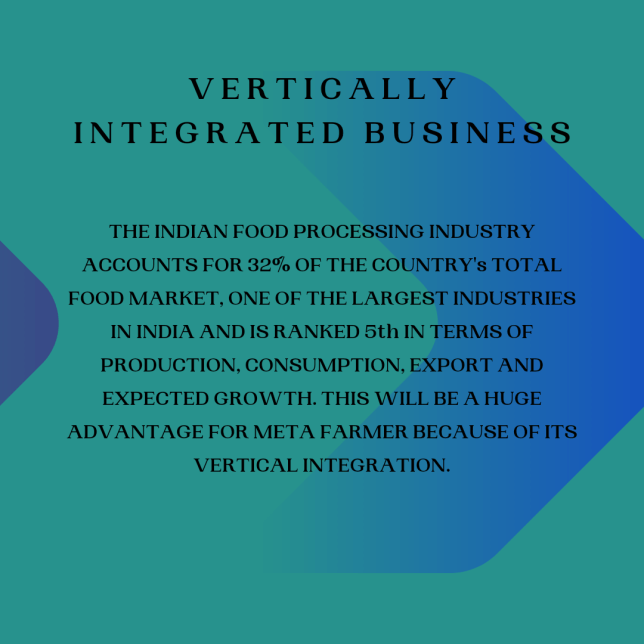 VERTICALLY
INTEGRATED BUSINESS
THE INDIAN FOOD PROCESSING INDUSTRY
ACCOUNTS FOR 32% OF THE COUNTRY's TOTAL
FOOD MARKET, ONE OF THE LARGEST INDUSTRIES
IN INDIA AND IS RANKED 5th IN TERMS OF
PRODUCTION, CONSUMPTION, EXPORT AND
EXPECTED GROWTH. THIS WILL BE A HUGE
ADVANTAGE FOR META FARMER BECAUSE OF ITS
VERTICAL INTEGRATION.